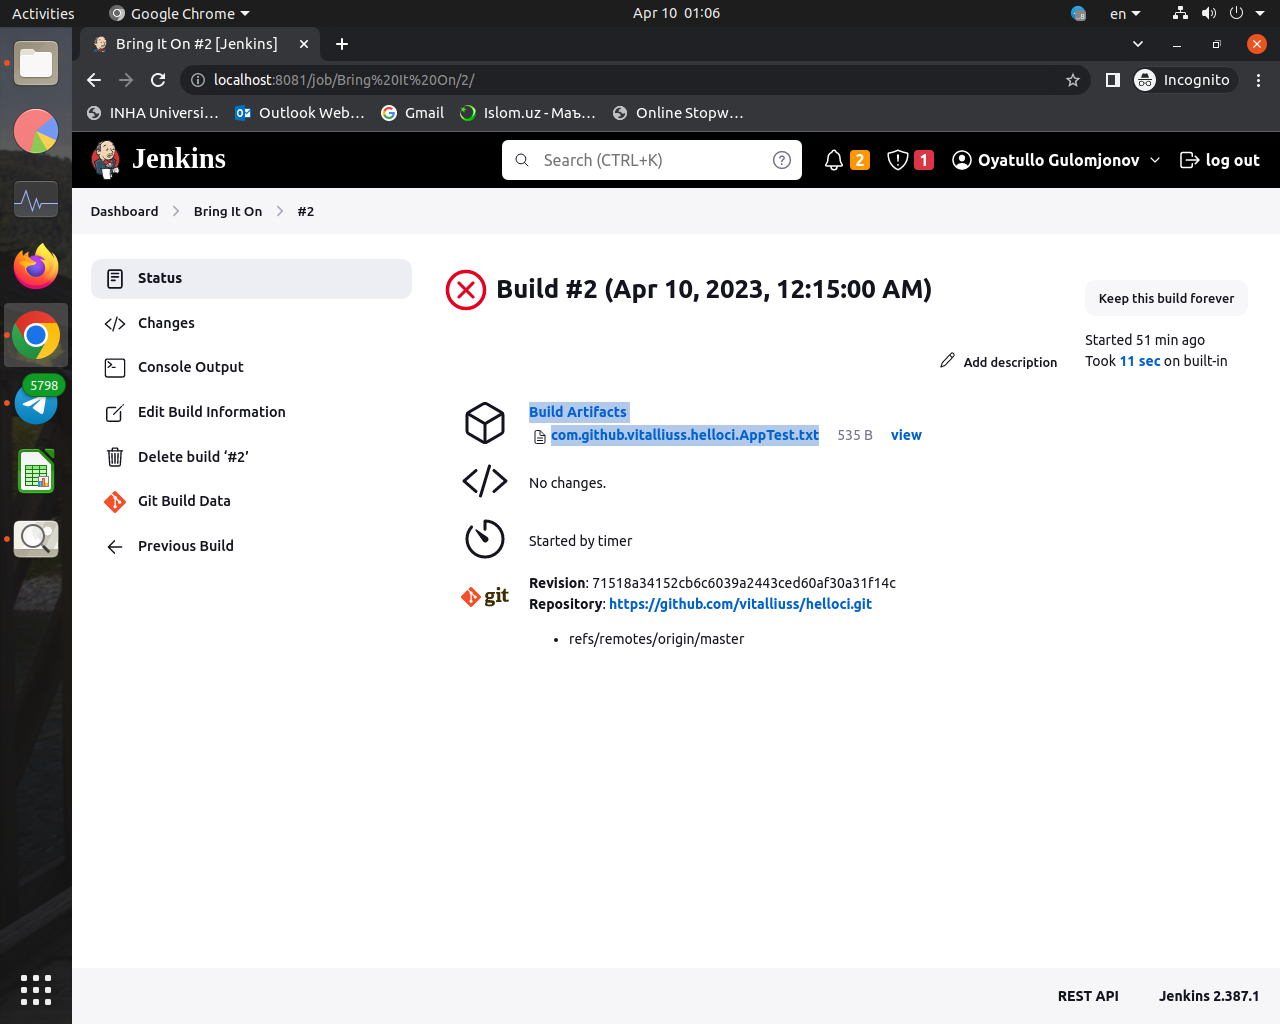 Activities
Google Chrome
Apr 10 01:06
en
Bring It On #2 [Jenkins]
localhost:8081/job/Bring%20It%20On/2/
Incognito
INHA Universi…
Outlook Web…
Gmail
Islom.uz - Маъ…
Online Stopw…
Jenkins
Search (CTRL+K)
2
1
Oyatullo Gulomjonov
log out
Dashboard
Bring It On
#2
Status
Changes
Console Output
Edit Build Information
Delete build ‘#2’
Git Build Data
Previous Build
Build #2 (Apr 10, 2023, 12:15:00 AM)
Keep this build forever
Started 51 min ago
Took 11 sec on built-in
Add description
Build Artifacts
com.github.vitalliuss.helloci.AppTest.txt 535 B view
No changes.
Started by timer
git
Revision: 71518a34152cb6c6039a2443ced60af30a31f14c
Repository: https://github.com/vitalliuss/helloci.git
• refs/remotes/origin/master
5798
REST API
Jenkins 2.387.1